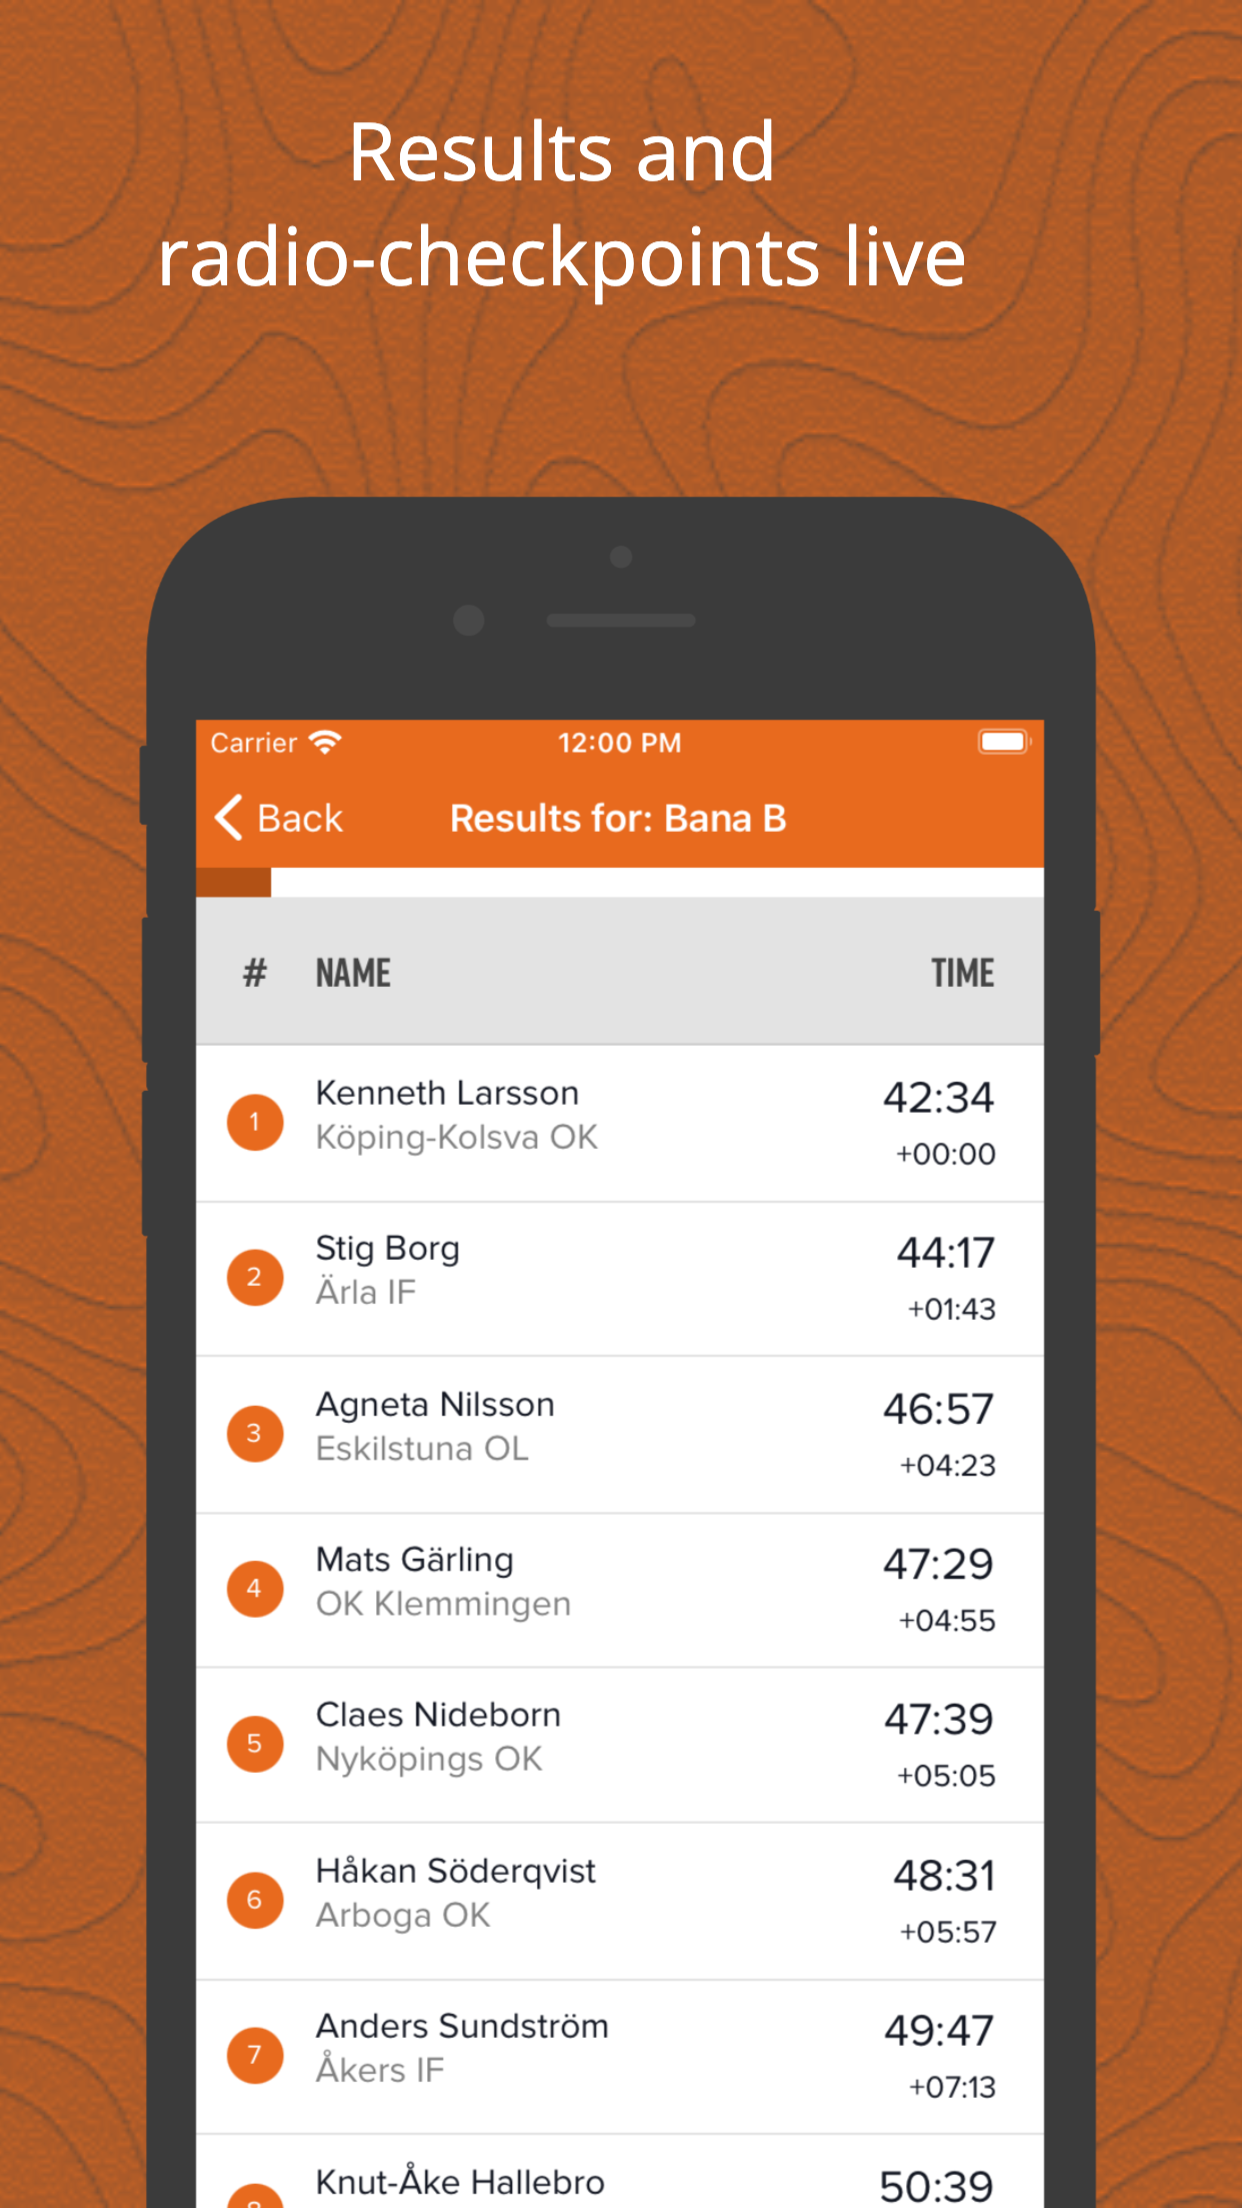 Results and
radio-checkpoints live
Carrier 12:00 PM
Back Results for: Bana B
# NAME TIME
1 Kenneth Larsson 42:34
Köping-Kolsva OK +00:00
2 Stig Borg 44:17
Ärla IF +01:43
3 Agneta Nilsson 46:57
Eskilstuna OL +04:23
4 Mats Gärling 47:29
OK Klemmingen +04:55
5 Claes Nideborn 47:39
Nyköpings OK +05:05
6 Håkan Söderqvist 48:31
Arboga OK +05:57
7 Anders Sundström 49:47
Åkers IF +07:13
Knut-Åke Hallebro 50:39